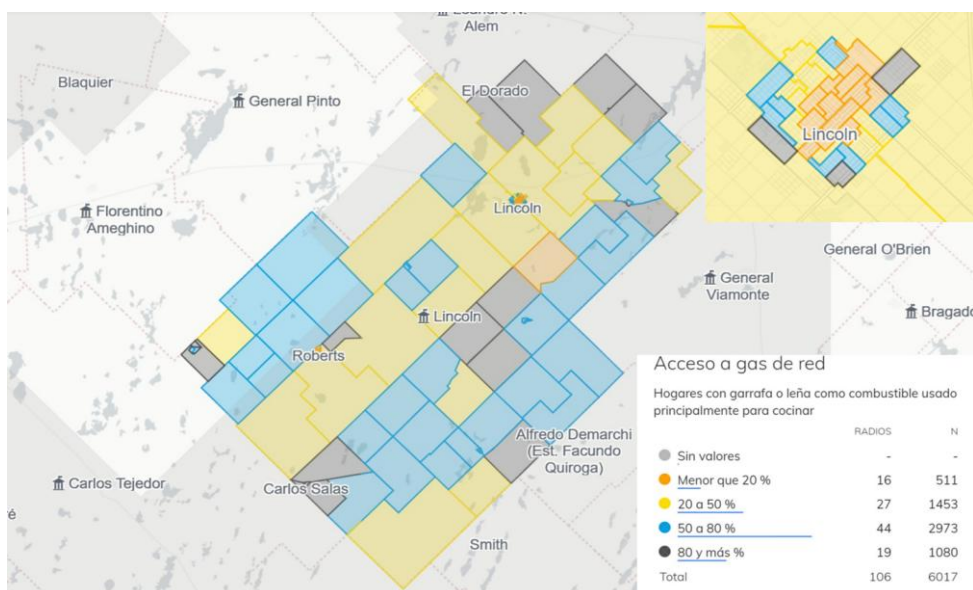 Leandro N.
Alem
Blaquier
El Dorado
General Pinto
Lincoln
Florentino
Ameghino
Lincoln
General O'Brien
General
Viamonte
Lincoln
Bragado
Roberts
Alfredo Demarchi
(Est. Facundo
Quiroga)
Carlos Tejedor
Carlos Salas
Smith
ré
Acceso a gas de red
Hogares con garrafa o leña como combustible usado
principalmente para cocinar
RADIOS N
Sin valores - -
Menor que 20 % 16 511
20 a 50 % 27 1453
50 a 80 % 44 2973
80 y más % 19 1080
Total 106 6017